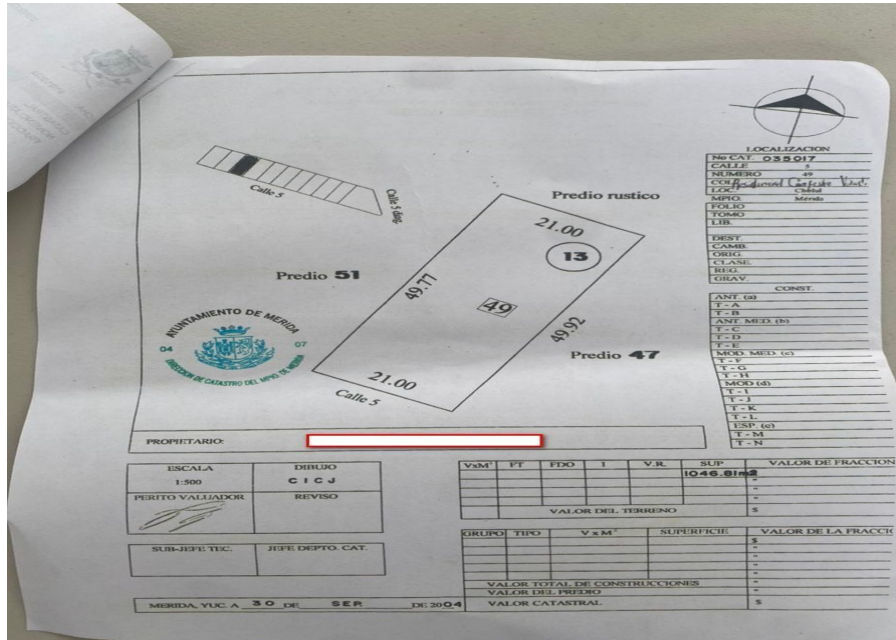 LOCALIZACION
No CAT. 035017
CALLE 5
NUMERO 49
COL. Residencial Campestre
LOC. Chablekal
MPIO. Mérida
FOLIO
TOMO
LIB.
DEST.
CAMB.
ORIG.
CLASE.
REG.
GRAV.
CONST.
ANT. (a)
T - A
T - B
ANT MED. (b)
T - C
T - D
T - E
MOD. MED. (c)
T - F
T - G
T - H
MOD (d)
T - I
T - J
T - K
T - L
ESP. (e)
T - M
T - N
Calle 5
Calle 5 diag.
Predio rustico
21.00
13
Predio 51
49.77
49
49.92
Predio 47
21.00
Calle 5
AYUNTAMIENTO DE MERIDA
04 07
DIRECCION DE CATASTRO DEL MPIO. DE MERIDA
PROPIETARIO:
ESCALA
1:500
DIBUJO
C I C J
PERITO VALUADOR
REVISO
SUB-JEFE TEC.
JEFE DEPTO. CAT.
MERIDA, YUC. A 30 DE SEP. DE 2004
VxM² FT FDO I V.R. SUP VALOR DE FRACCION
1046.81m2
VALOR DEL TERRENO $
GRUPO TIPO V x M² SUPERFICIE VALOR DE LA FRACCI
$
VALOR TOTAL DE CONSTRUCCIONES
VALOR DEL PREDIO
VALOR CATASTRAL $